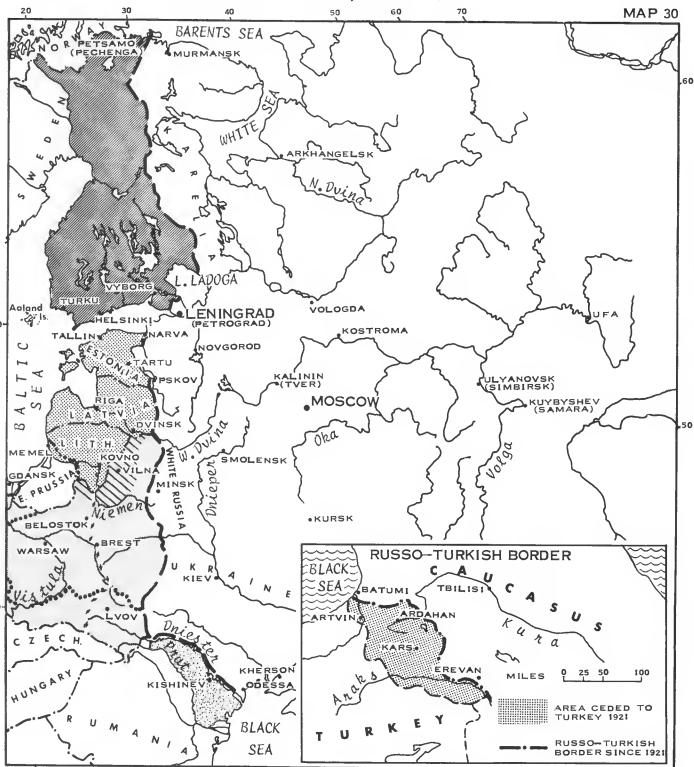 MAP 30
20
30
40
50
60
70
BARENTS SEA
NORWAY
PETSAMO
(PECHENGA)
MURMANSK
60
SWEDEN
WHITE SEA
KARELIA
ARKHANGELSK
N. Dvina
L. LADOGA
VYBORG
TURKU
Aaland
Is.
HELSINKI
LENINGRAD
(PETROGRAD)
VOLOGDA
UFA
TALLIN
NARVA
KOSTROMA
ESTONIA
NOVGOROD
TARTU
BALTIC
SEA
PSKOV
KALININ
(TVER)
ULYANOVSK
(SIMBIRSK)
RIGA
MOSCOW
KUYBYSHEV
(SAMARA)
LATVIA
DVINSK
50
LITH.
W. Dvina
Oka
Volga
MEMEL
KOVNO
SMOLENSK
GDANSK
VILNA
WHITE RUSSIA
Dnieper
E. PRUSSIA
MINSK
Niemen
BELOSTOK
KURSK
WARSAW
BREST
UKRAINE
KIEV
Vistula
LVOV
CZECH.
Dniester
Prut
HUNGARY
KHERSON
KISHINEV
ODESSA
RUMANIA
BLACK
SEA
RUSSO-TURKISH BORDER
BLACK
SEA
CAUCASUS
BATUMI
TBILISI
ARTVIN
ARDAHAN
Kura
KARS
EREVAN
Araks
0 25 50 100
MILES
TURKEY
AREA CEDED TO
TURKEY 1921
RUSSO-TURKISH
BORDER SINCE 1921